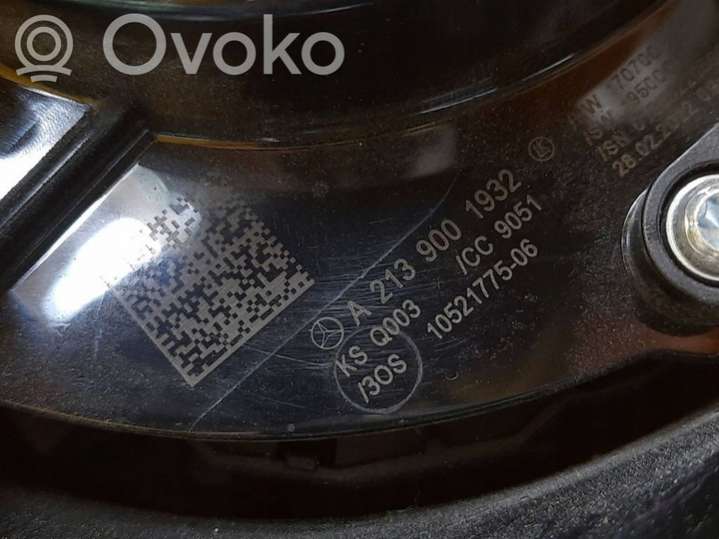 Ovoko
A 213 900 1932
KS Q003 /CC 9051
/3OS 10521775-06